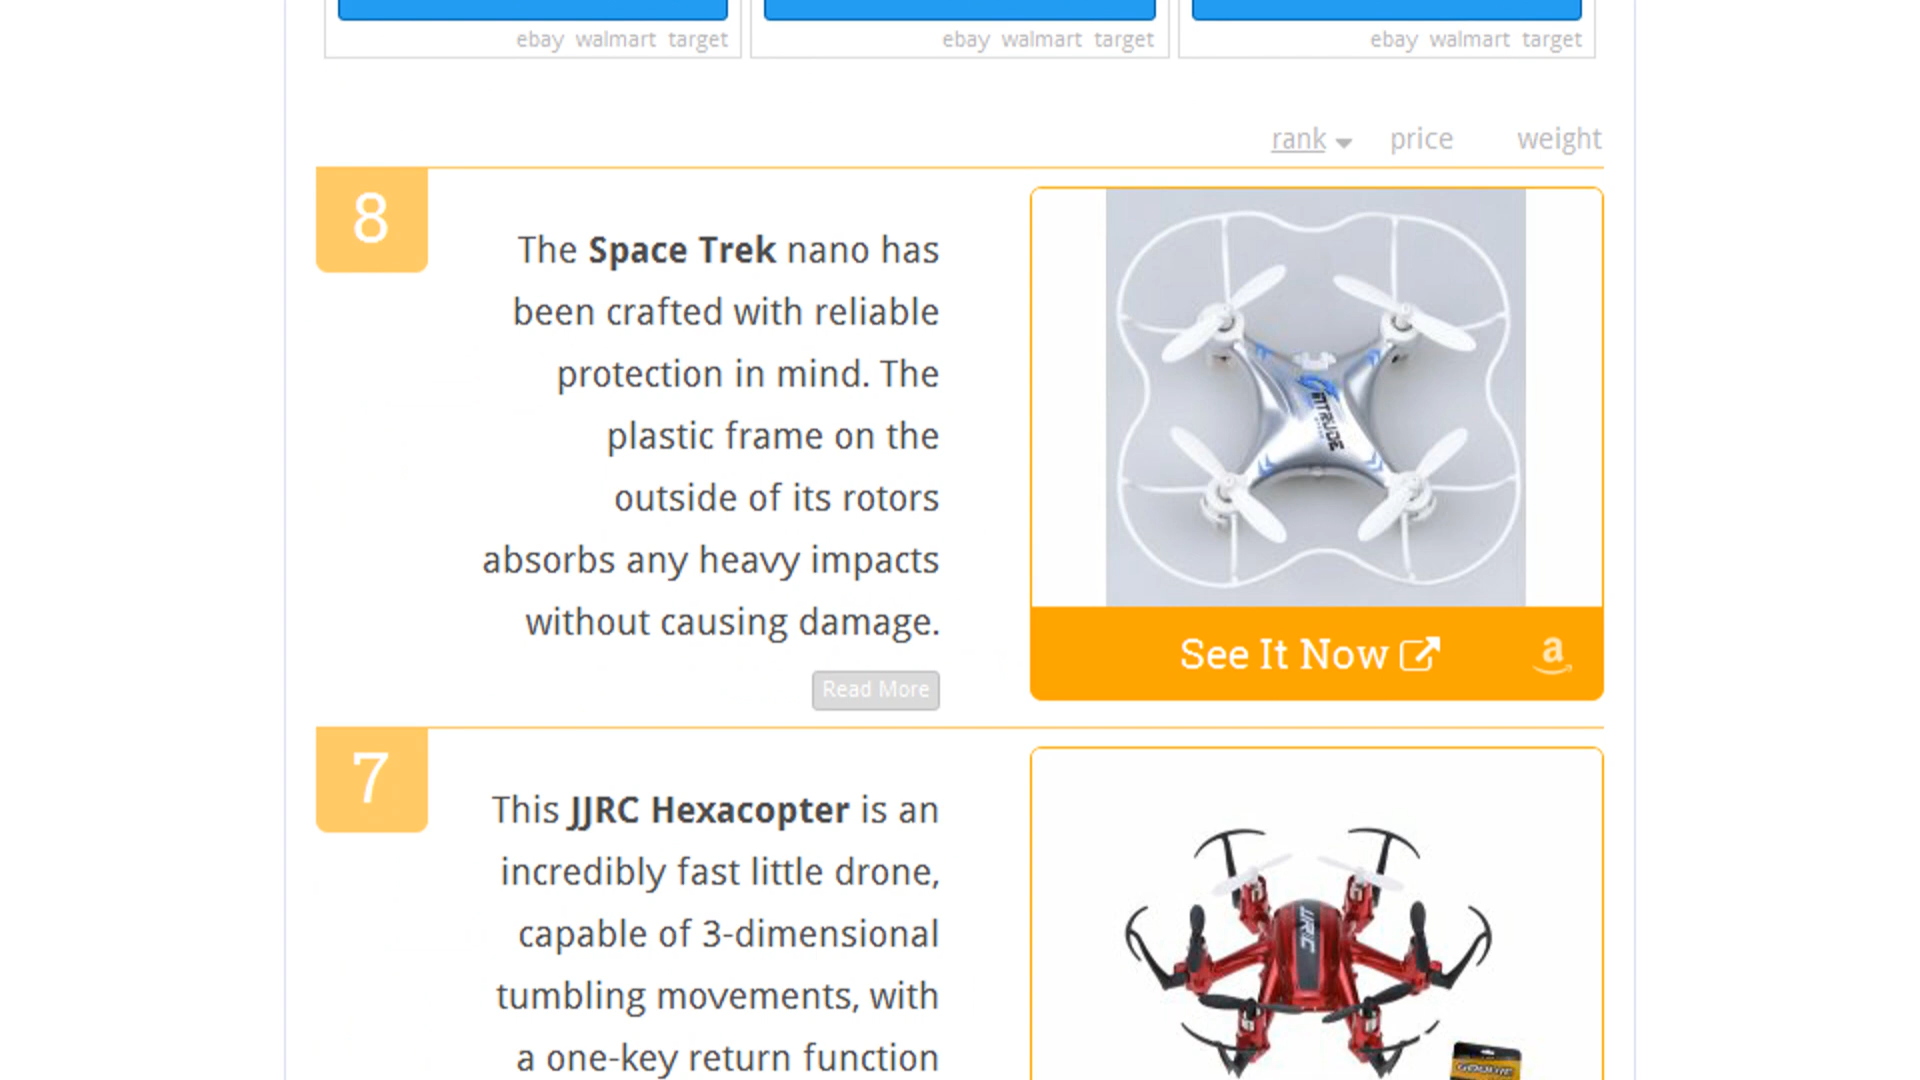 ebay walmart target
ebay walmart target
ebay walmart target
rank price weight
8
The Space Trek nano has
been crafted with reliable
protection in mind. The
plastic frame on the
outside of its rotors
absorbs any heavy impacts
without causing damage.
Read More
INTRUDE
See It Now
a
7
This JJRC Hexacopter is an
incredibly fast little drone,
capable of 3-dimensional
tumbling movements, with
a one-key return function
JJRC